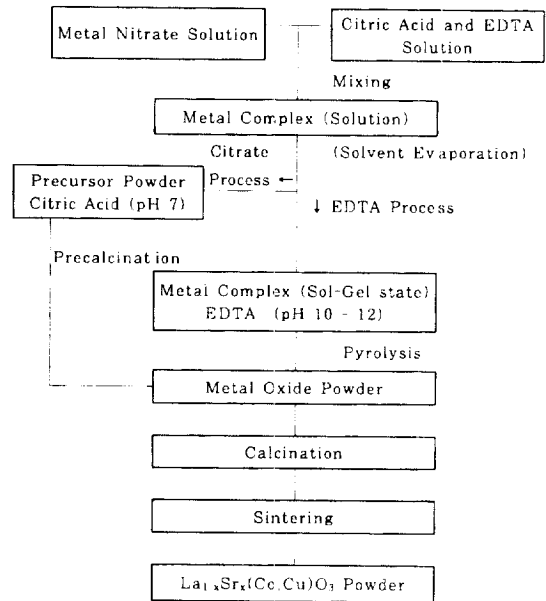 Metal Nitrate Solution
Citric Acid and EDTA
Solution
Mixing
Metal Complex (Solution)
Citrate
(Solvent Evaporation)
Process ←
Precursor Powder
Citric Acid (pH 7)
↓ EDTA Process
Precalcination
Metal Complex (Sol-Gel state)
EDTA (pH 10 - 12)
Pyrolysis
Metal Oxide Powder
Calcination
Sintering
La₁₋ₓSrₓ(Co,Cu)O₃ Powder